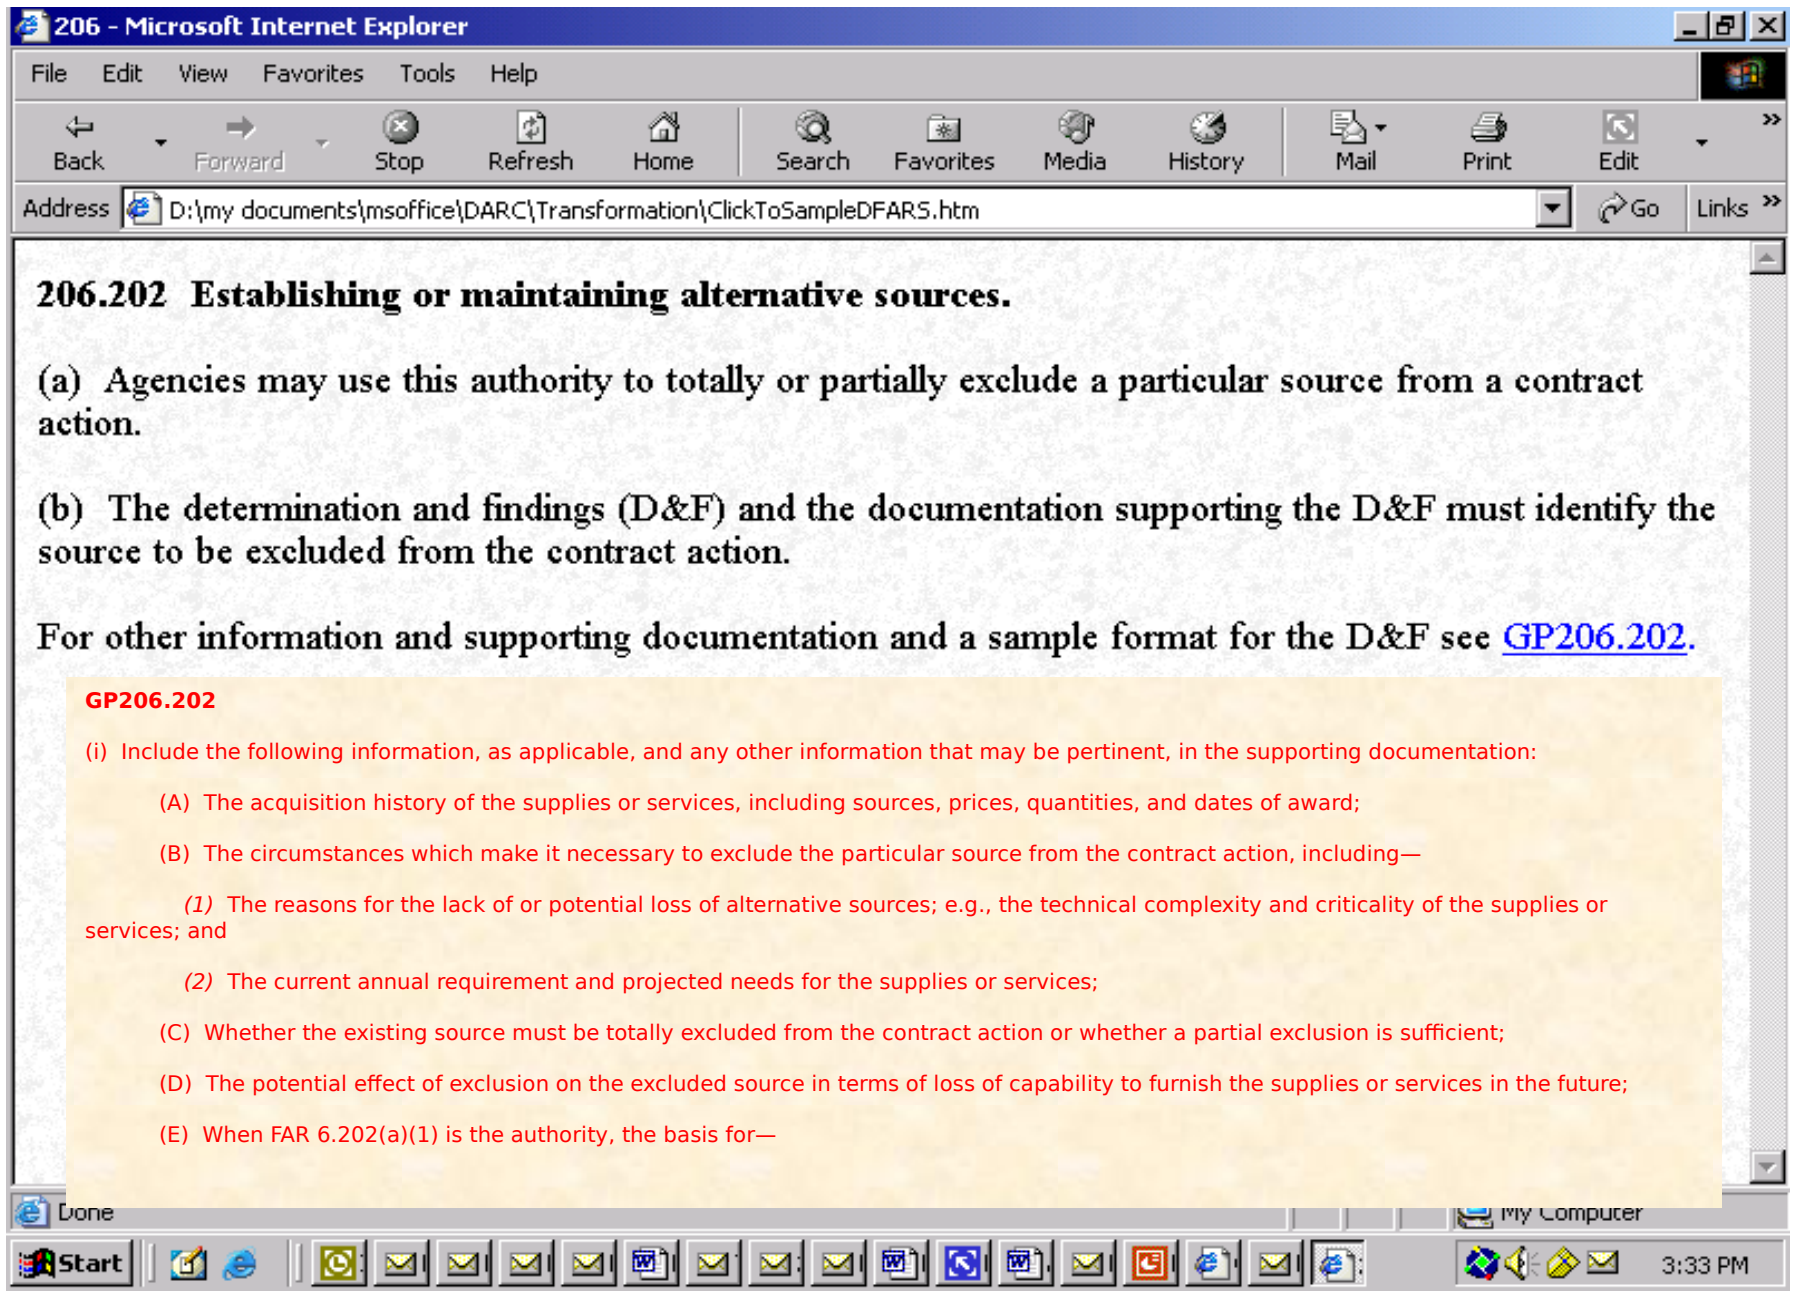 206 - Microsoft Internet Explorer
File Edit View Favorites Tools Help
Back Forward Stop Refresh Home Search Favorites Media History Mail Print Edit »
Address D:\my documents\msoffice\DARC\Transformation\ClickToSampleDFARS.htm Go Links »
206.202 Establishing or maintaining alternative sources.
(a) Agencies may use this authority to totally or partially exclude a particular source from a contract
action.
(b) The determination and findings (D&F) and the documentation supporting the D&F must identify the
source to be excluded from the contract action.
For other information and supporting documentation and a sample format for the D&F see GP206.202.
GP206.202
(i) Include the following information, as applicable, and any other information that may be pertinent, in the supporting documentation:
(A) The acquisition history of the supplies or services, including sources, prices, quantities, and dates of award;
(B) The circumstances which make it necessary to exclude the particular source from the contract action, including—
(1) The reasons for the lack of or potential loss of alternative sources; e.g., the technical complexity and criticality of the supplies or
services; and
(2) The current annual requirement and projected needs for the supplies or services;
(C) Whether the existing source must be totally excluded from the contract action or whether a partial exclusion is sufficient;
(D) The potential effect of exclusion on the excluded source in terms of loss of capability to furnish the supplies or services in the future;
(E) When FAR 6.202(a)(1) is the authority, the basis for—
Done My Computer
Start 3:33 PM